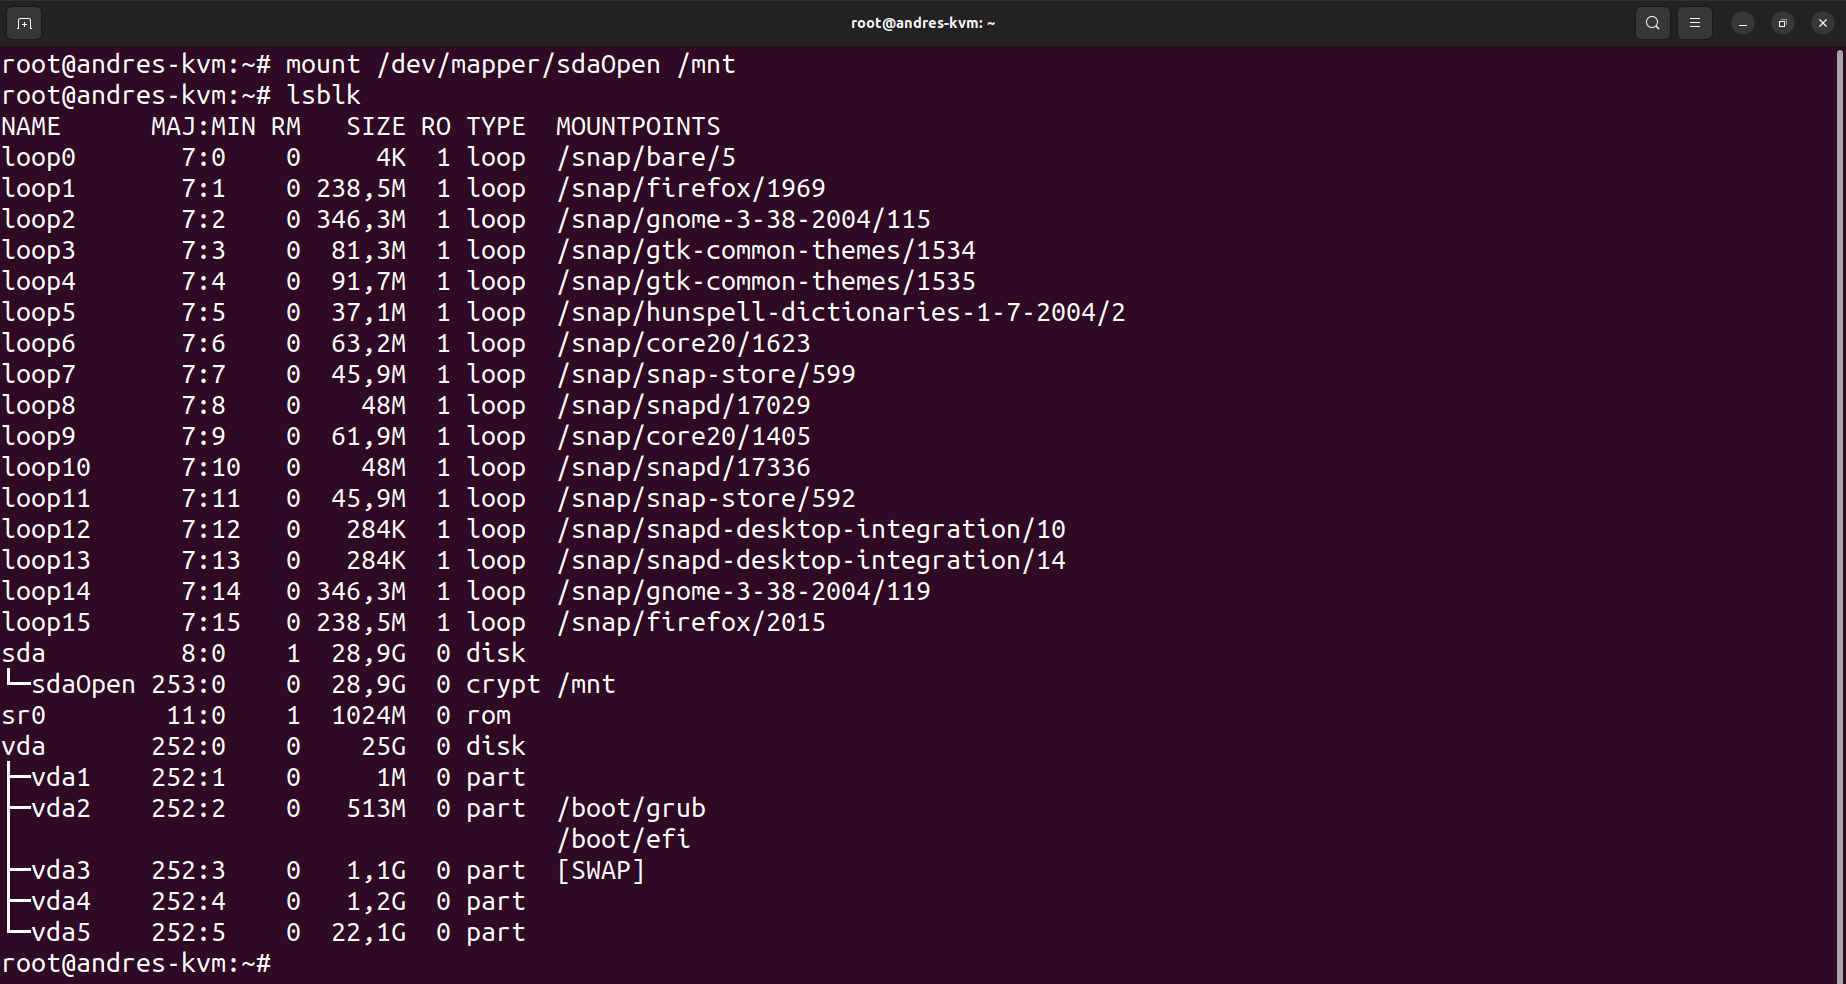 root@andres-kvm: ~
root@andres-kvm:~# mount /dev/mapper/sdaOpen /mnt
root@andres-kvm:~# lsblk
NAME      MAJ:MIN RM   SIZE RO TYPE  MOUNTPOINTS
loop0       7:0    0     4K  1 loop  /snap/bare/5
loop1       7:1    0 238,5M  1 loop  /snap/firefox/1969
loop2       7:2    0 346,3M  1 loop  /snap/gnome-3-38-2004/115
loop3       7:3    0  81,3M  1 loop  /snap/gtk-common-themes/1534
loop4       7:4    0  91,7M  1 loop  /snap/gtk-common-themes/1535
loop5       7:5    0  37,1M  1 loop  /snap/hunspell-dictionaries-1-7-2004/2
loop6       7:6    0  63,2M  1 loop  /snap/core20/1623
loop7       7:7    0  45,9M  1 loop  /snap/snap-store/599
loop8       7:8    0    48M  1 loop  /snap/snapd/17029
loop9       7:9    0  61,9M  1 loop  /snap/core20/1405
loop10      7:10   0    48M  1 loop  /snap/snapd/17336
loop11      7:11   0  45,9M  1 loop  /snap/snap-store/592
loop12      7:12   0   284K  1 loop  /snap/snapd-desktop-integration/10
loop13      7:13   0   284K  1 loop  /snap/snapd-desktop-integration/14
loop14      7:14   0 346,3M  1 loop  /snap/gnome-3-38-2004/119
loop15      7:15   0 238,5M  1 loop  /snap/firefox/2015
sda         8:0    1  28,9G  0 disk
└─sdaOpen 253:0    0  28,9G  0 crypt /mnt
sr0        11:0    1  1024M  0 rom
vda       252:0    0    25G  0 disk
├─vda1    252:1    0     1M  0 part
├─vda2    252:2    0   513M  0 part  /boot/grub
│                                    /boot/efi
├─vda3    252:3    0   1,1G  0 part  [SWAP]
├─vda4    252:4    0   1,2G  0 part
└─vda5    252:5    0  22,1G  0 part
root@andres-kvm:~#